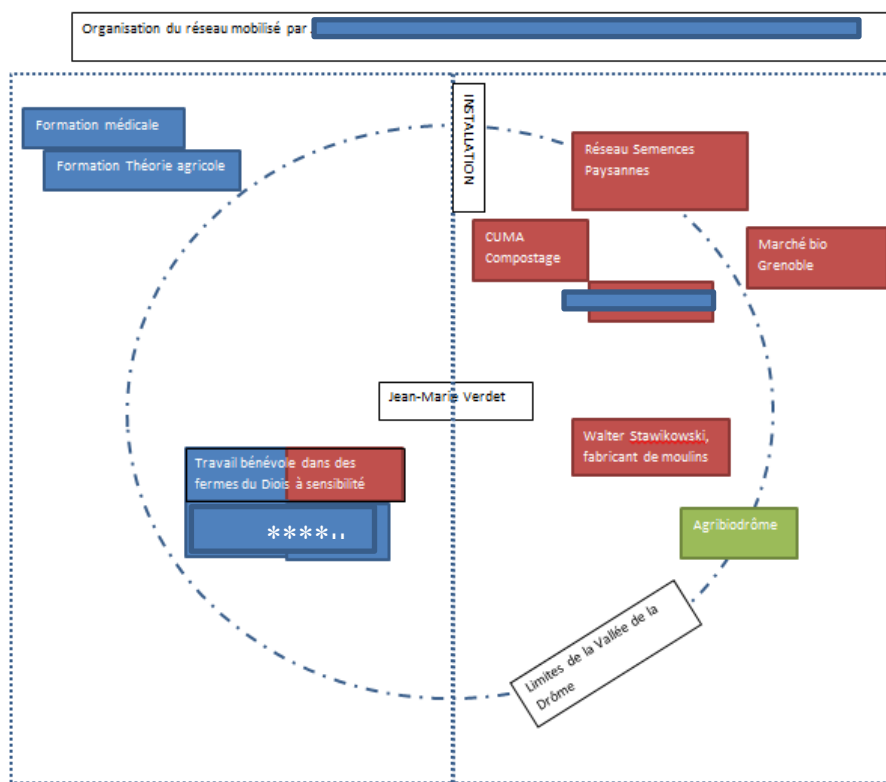 Organisation du réseau mobilisé par
INSTALLATION
Formation médicale
Formation Théorie agricole
Réseau Semences
Paysannes
CUMA
Compostage
Marché bio
Grenoble
Jean-Marie Verdet
Walter Stawikowski,
fabricant de moulins
Travail bénévole dans des
fermes du Diois à sensibilité
****..
Agribiodrôme
Limites de la Vallée de la
Drôme